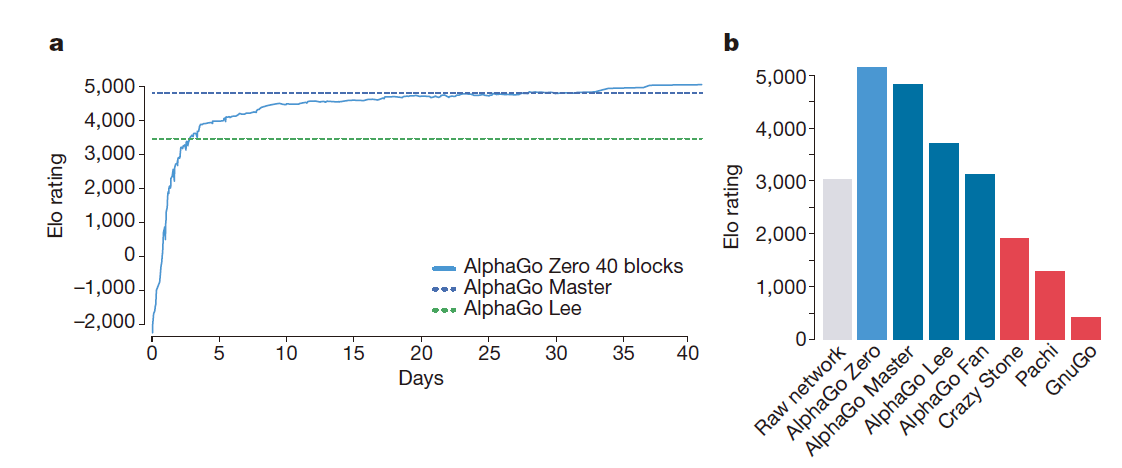 a
5,000
4,000
3,000
2,000
1,000
0
–1,000
–2,000
Elo rating
0 5 10 15 20 25 30 35 40
Days
AlphaGo Zero 40 blocks
AlphaGo Master
AlphaGo Lee
b
5,000
4,000
3,000
2,000
1,000
0
Elo rating
Raw network
AlphaGo Zero
AlphaGo Master
AlphaGo Lee
AlphaGo Fan
Crazy Stone
Pachi
GnuGo